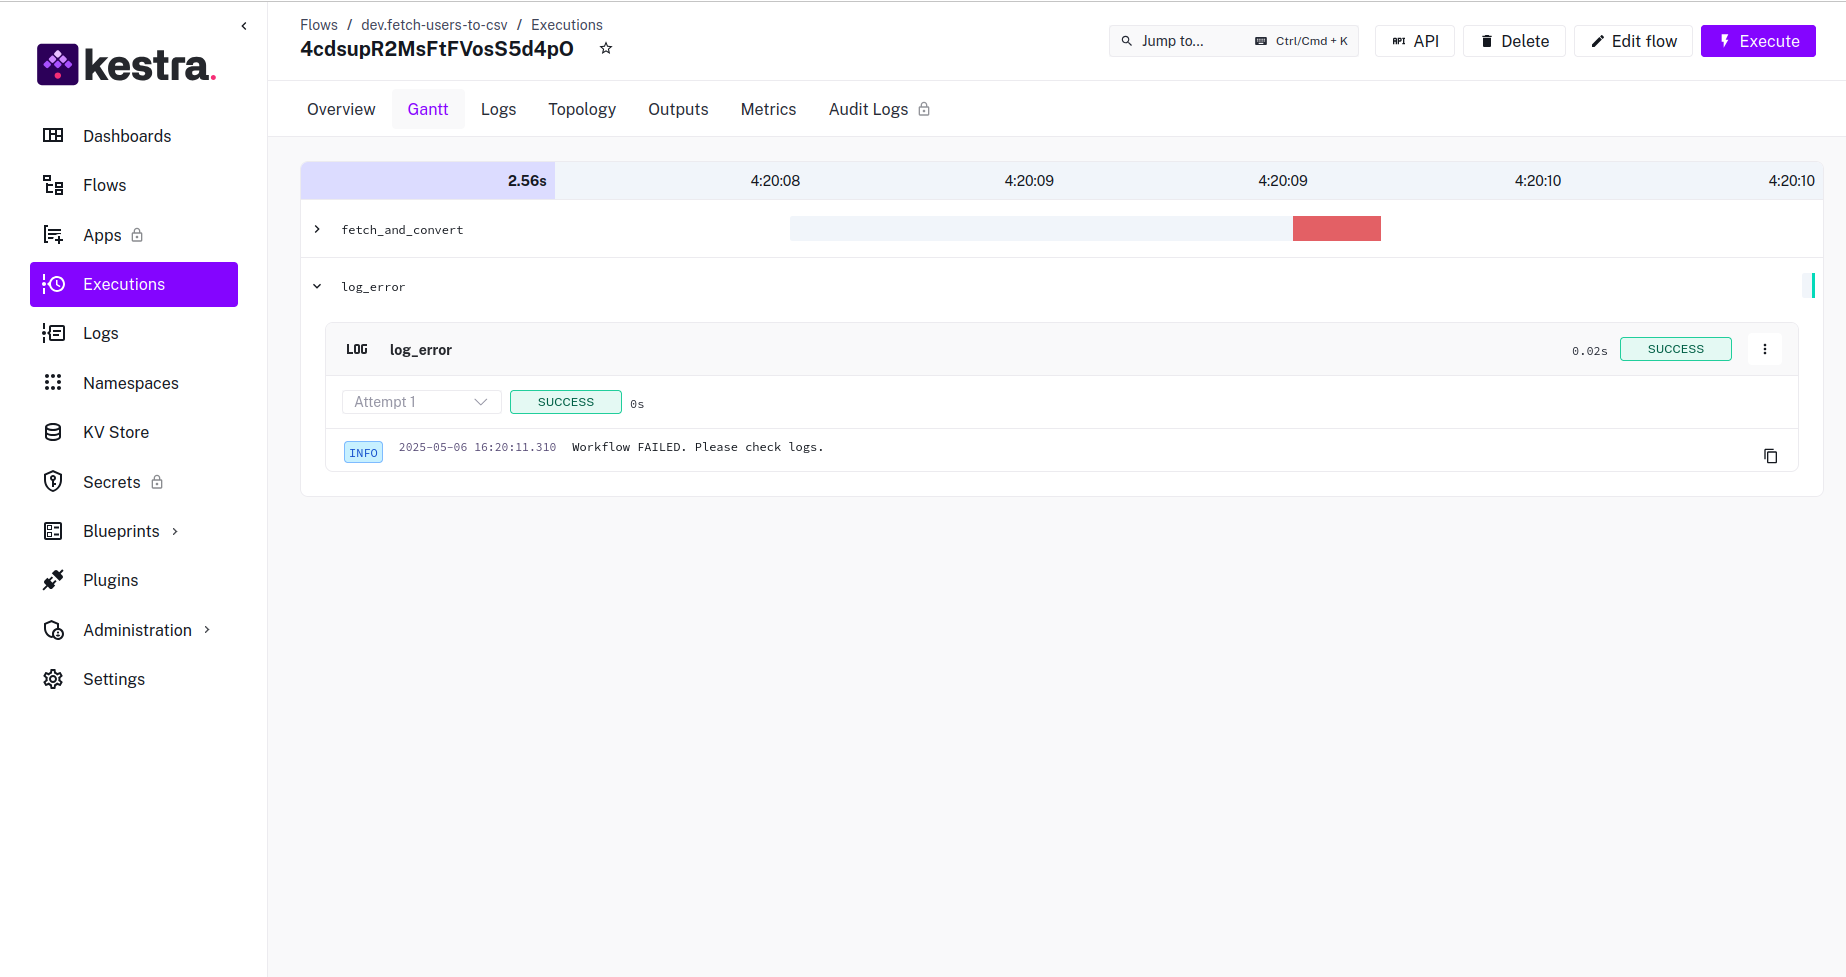 kestra.
Dashboards
Flows
Apps
Executions
Logs
Namespaces
KV Store
Secrets
Blueprints
Plugins
Administration
Settings
Flows / dev.fetch-users-to-csv / Executions
4cdsupR2MsFtFVosS5d4pO
Jump to... Ctrl/Cmd + K
API API
Delete
Edit flow
Execute
Overview Gantt Logs Topology Outputs Metrics Audit Logs
2.56s 4:20:08 4:20:09 4:20:09 4:20:10 4:20:10
fetch_and_convert
log_error
LOG log_error 0.02s SUCCESS
Attempt 1 SUCCESS 0s
INFO 2025-05-06 16:20:11.310 Workflow FAILED. Please check logs.